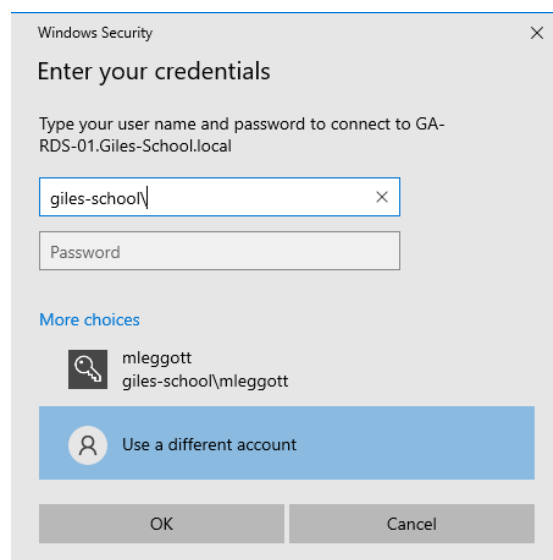 Windows Security
Enter your credentials
Type your user name and password to connect to GA-
RDS-01.Giles-School.local
giles-school\
Password
More choices
mleggott
giles-school\mleggott
Use a different account
OK
Cancel